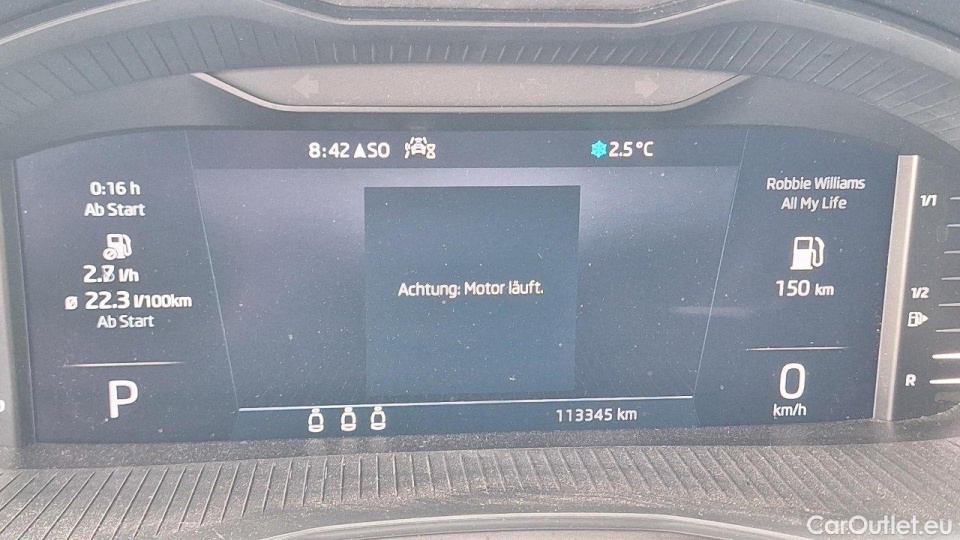 8:42 SO
2.5 °C
0:16 h
Ab Start
l/h
ø 22.3 l/100km
Ab Start
P
Achtung: Motor läuft.
113345 km
Robbie Williams
All My Life
150 km
0
km/h
1/1
1/2
R
CarOutlet.eu